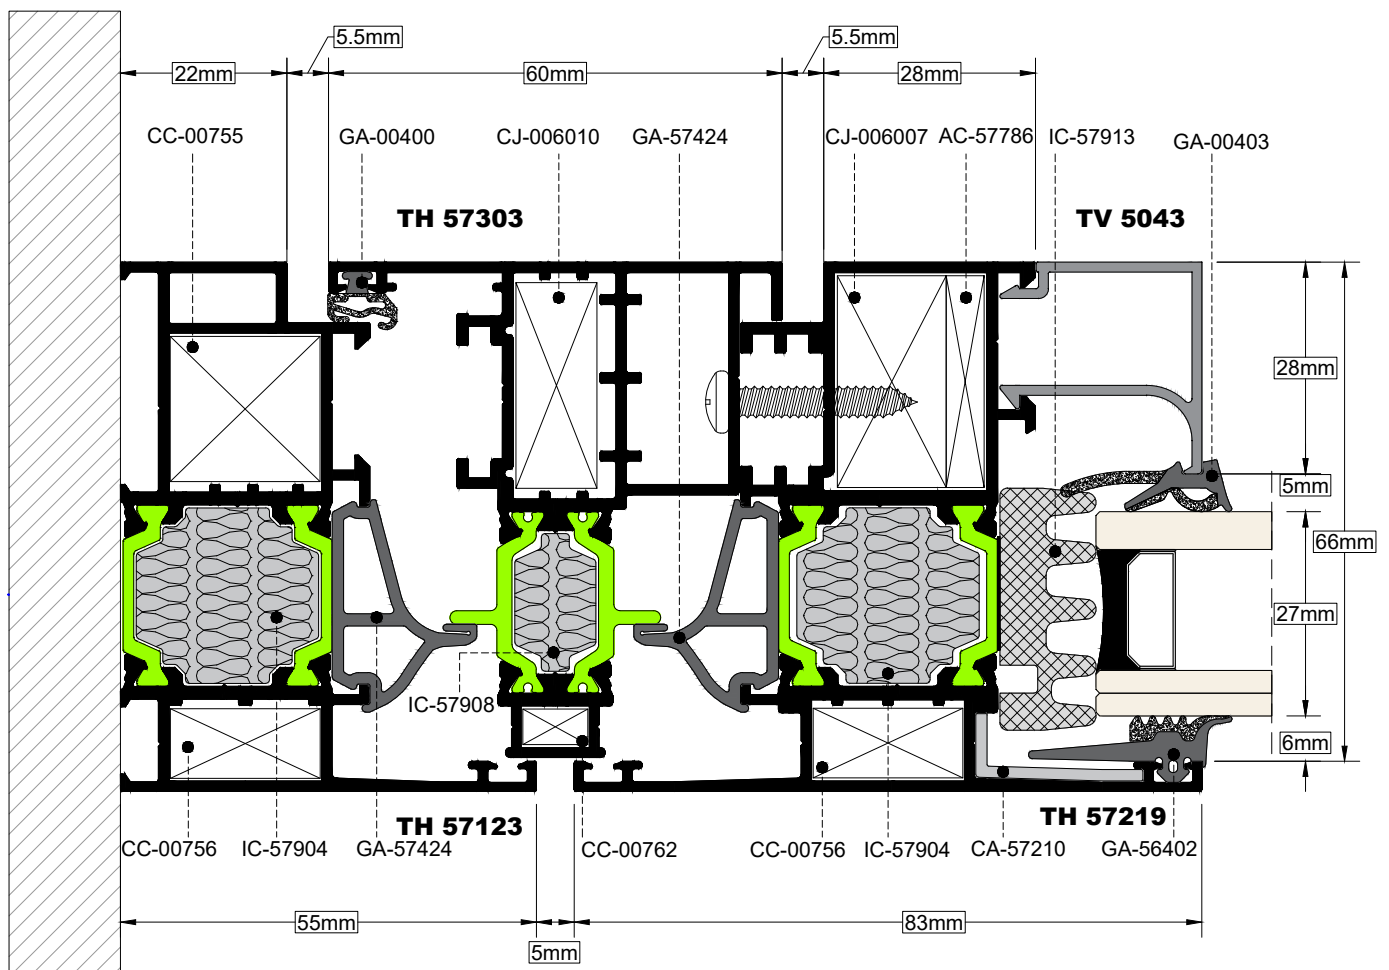 5.5mm 5.5mm
22mm 60mm 28mm
CC-00755 GA-00400 CJ-006010 GA-57424 CJ-006007 AC-57786 IC-57913 GA-00403
TH 57303 TV 5043
28mm
5mm
66mm
27mm
IC-57908
6mm
TH 57123 TH 57219
CC-00756 IC-57904 GA-57424 CC-00762 CC-00756 IC-57904 CA-57210 GA-56402
55mm 83mm
5mm